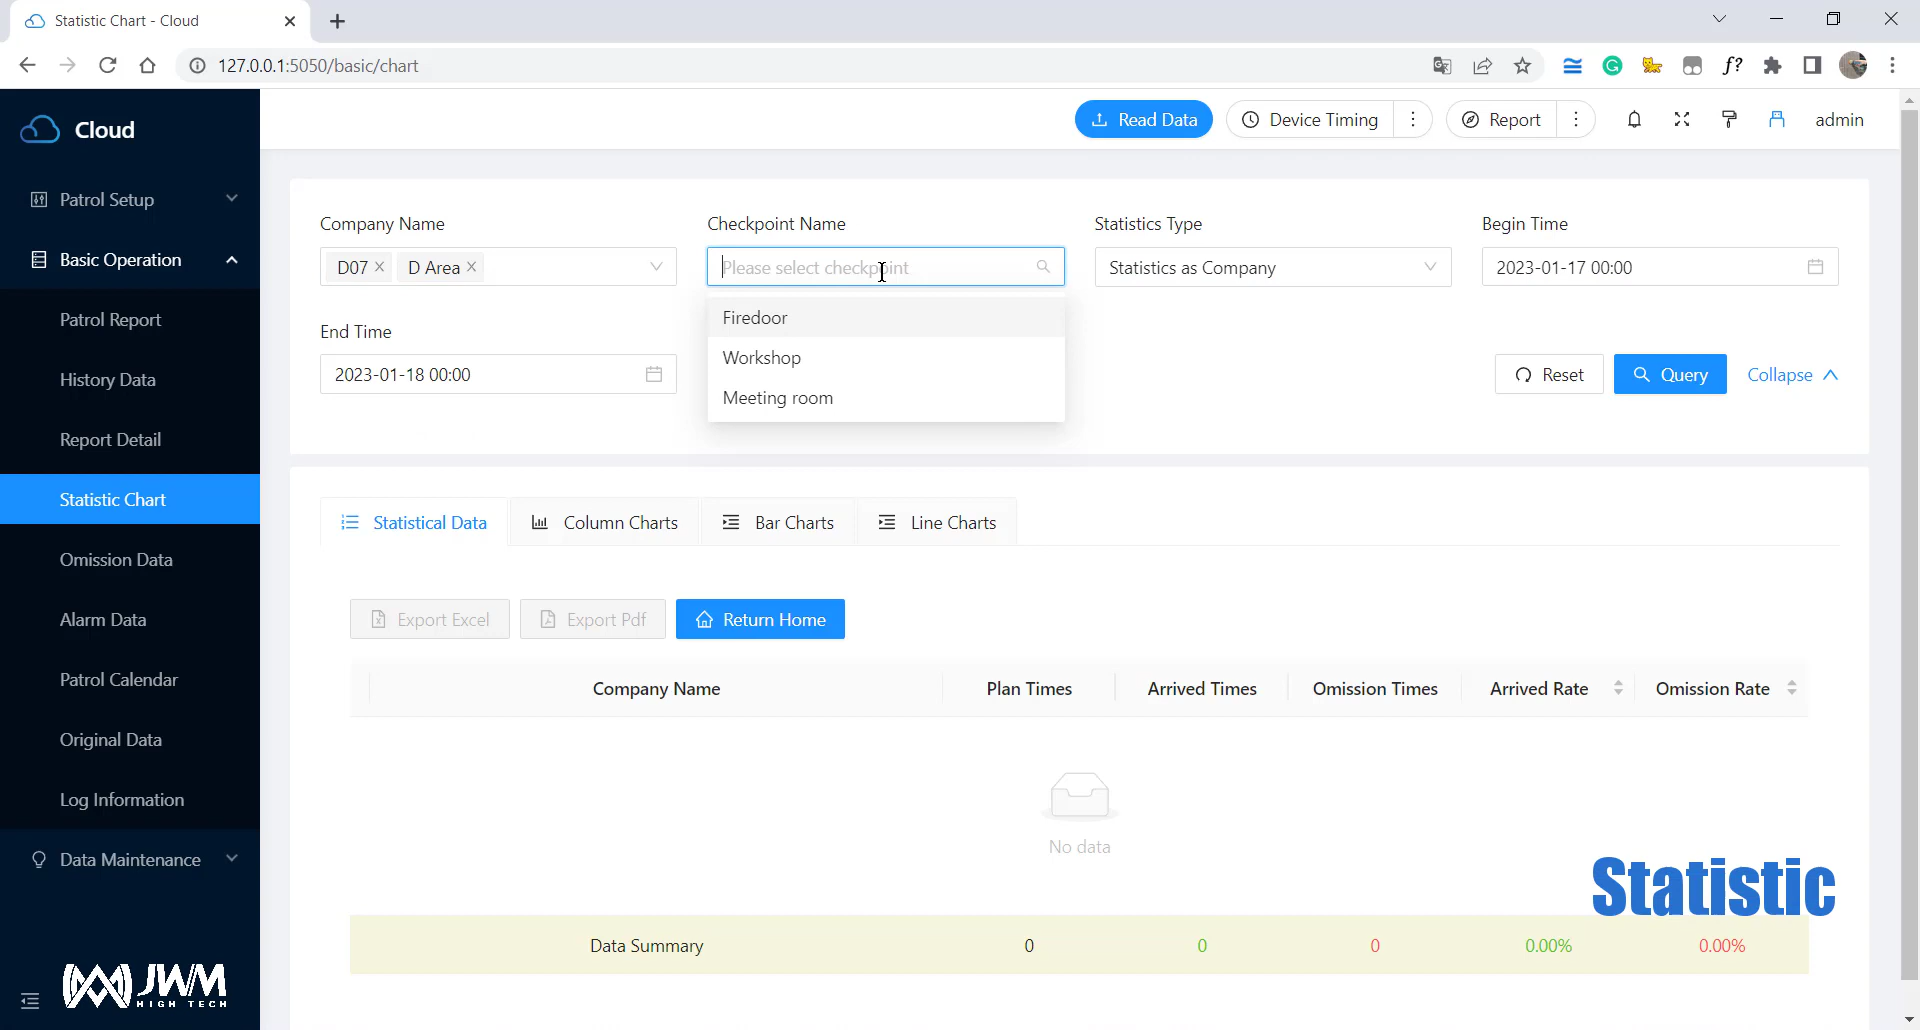 Statistic Chart - Cloud
127.0.0.1:5050/basic/chart
Cloud
Read Data
Device Timing
Report
admin
Patrol Setup
Basic Operation
Patrol Report
History Data
Report Detail
Statistic Chart
Omission Data
Alarm Data
Patrol Calendar
Original Data
Log Information
Data Maintenance
JWM
HIGH TECH
Company Name
D07
D Area
Checkpoint Name
Please select checkpoint
Firedoor
Workshop
Meeting room
Statistics Type
Statistics as Company
Begin Time
2023-01-17 00:00
End Time
2023-01-18 00:00
Reset
Query
Collapse
Statistical Data
Column Charts
Bar Charts
Line Charts
Export Excel
Export Pdf
Return Home
Company Name Plan Times Arrived Times Omission Times Arrived Rate Omission Rate
No data
Statistic
Data Summary 0 0 0 0.00% 0.00%